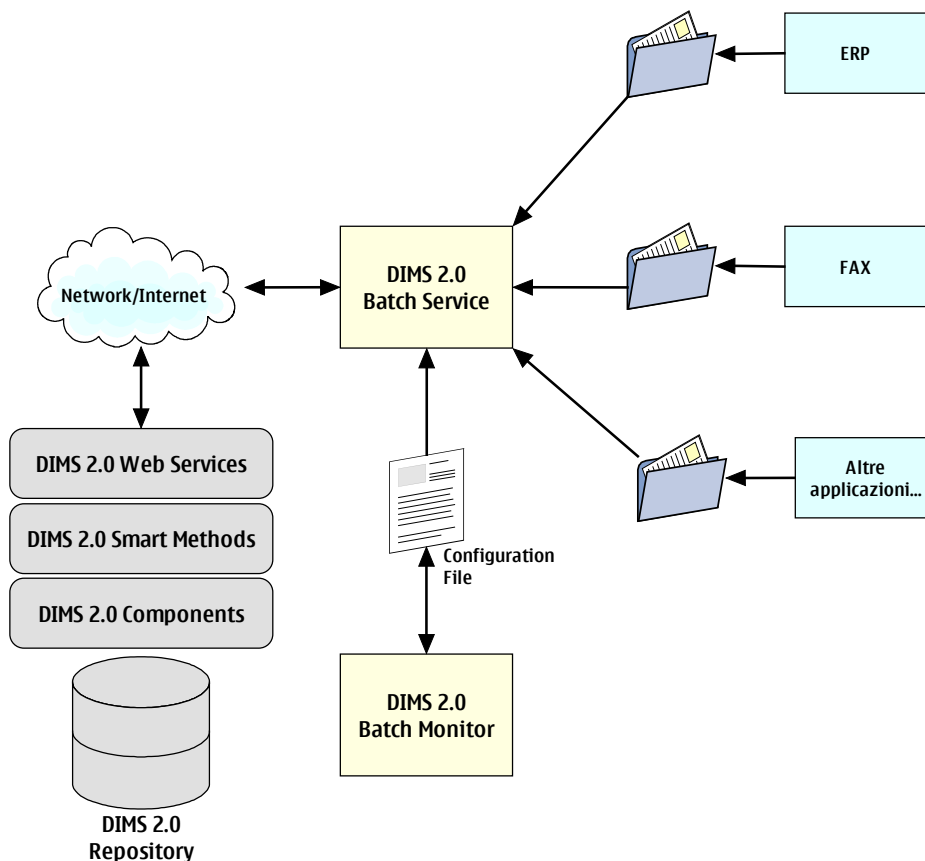 ERP
DIMS 2.0
Batch Service
FAX
Network/Internet
DIMS 2.0 Web Services
Altre
applicazioni...
DIMS 2.0 Smart Methods
Configuration
File
DIMS 2.0 Components
DIMS 2.0
Batch Monitor
DIMS 2.0
Repository